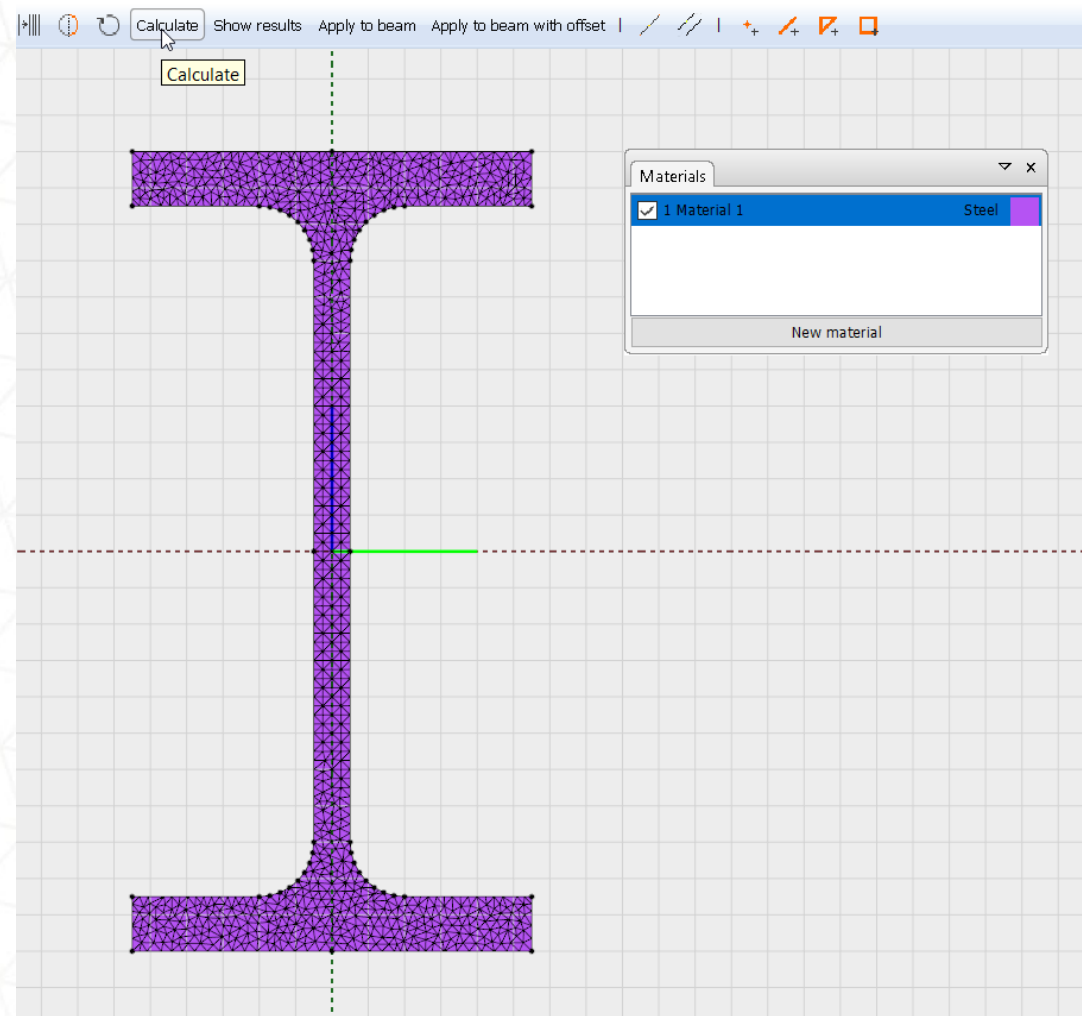 Calculate Show results Apply to beam Apply to beam with offset
Calculate
Materials
1 Material 1 Steel
New material